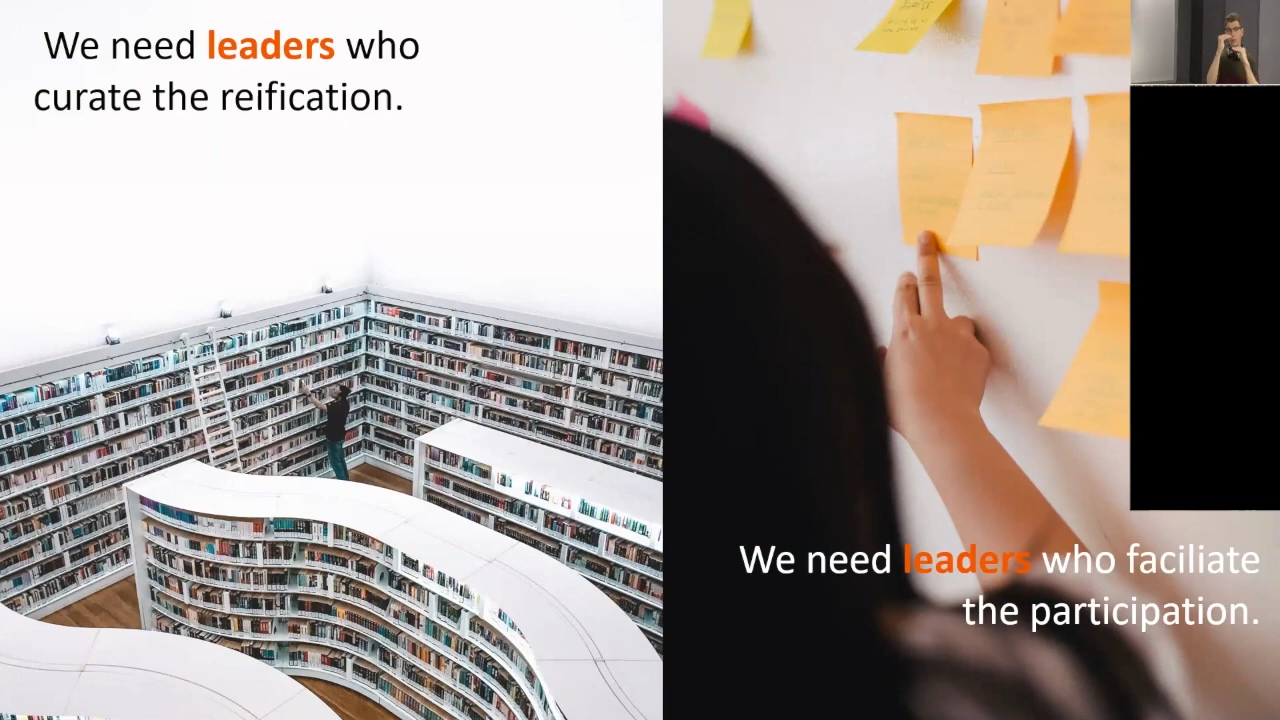 We need leaders who
curate the reification.
We need leaders who faciliate
the participation.